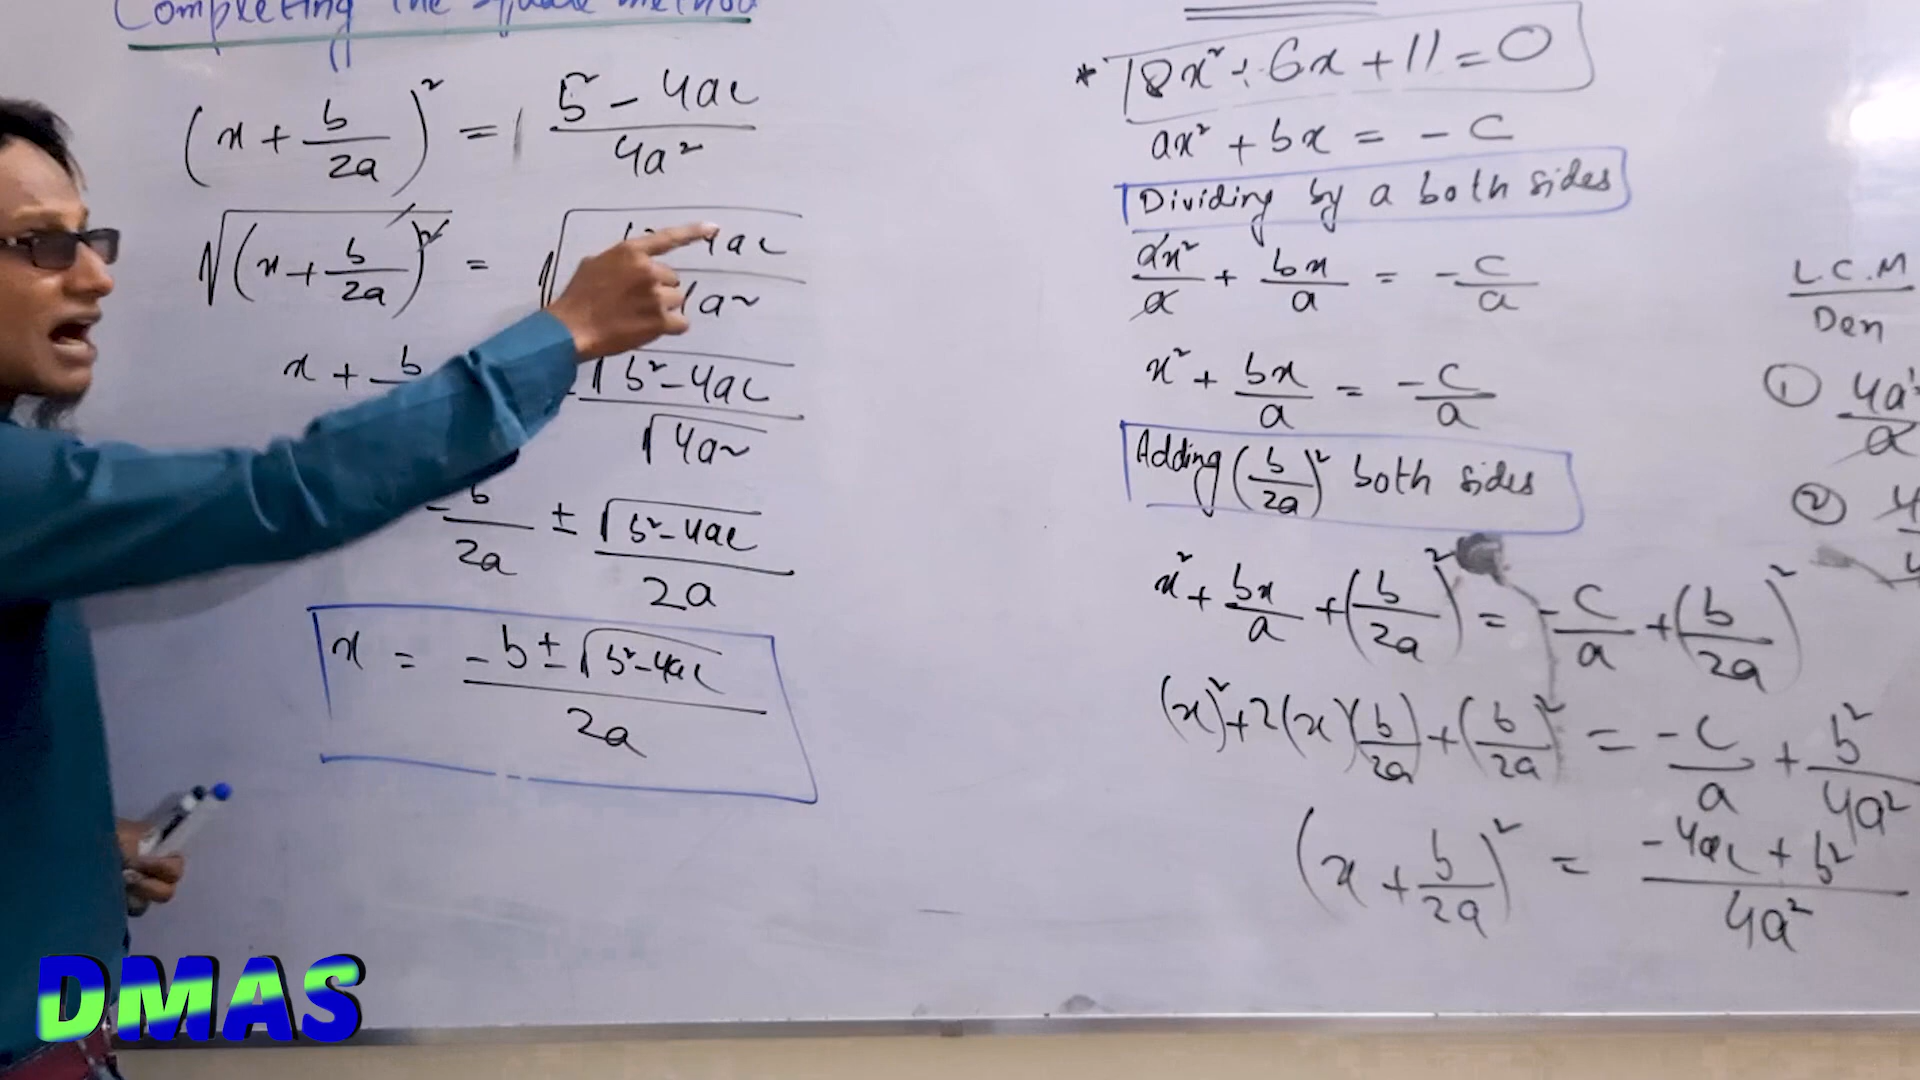 Completing the square method
(x + b/2a)² = b² - 4ac / 4a²
√(x + b/2a)² = √ 4ac / 4a²
x + b √b² - 4ac / √4a²
- b/2a ± √b² - 4ac / 2a
x = -b ± √b² - 4ac / 2a
* x² + 6x + 11 = 0
ax² + bx = - c
Dividing by a both sides
ax²/a + bx/a = - c/a
x² + bx/a = - c/a
Adding (b/2a)² both sides
x² + bx/a + (b/2a)² = - c/a + (b/2a)²
(x)² + 2(x)(b/2a) + (b/2a)² = - c/a + b²/4a²
(x + b/2a)² = - 4ac + b² / 4a²
L C M
Den
① 4a²/a
②
DMAS